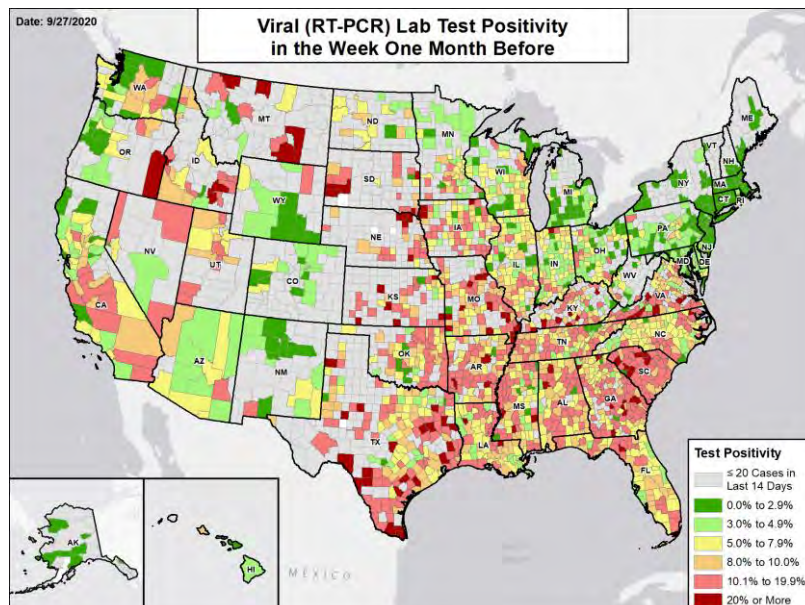 Date: 9/27/2020
Viral (RT-PCR) Lab Test Positivity
in the Week One Month Before
WA
MT
ND
MN
ME
OR
ID
SD
WI
MI
VT
NH
NY
MA
CT
RI
WY
IA
NE
PA
NJ
NV
UT
CO
IL
IN
OH
MD
DE
WV
CA
KS
MO
KY
VA
AZ
NM
OK
AR
TN
NC
SC
TX
LA
MS
AL
GA
FL
AK
HI
MÉXICO
Test Positivity
≤ 20 Cases in
Last 14 Days
0.0% to 2.9%
3.0% to 4.9%
5.0% to 7.9%
8.0% to 10.0%
10.1% to 19.9%
20% or More